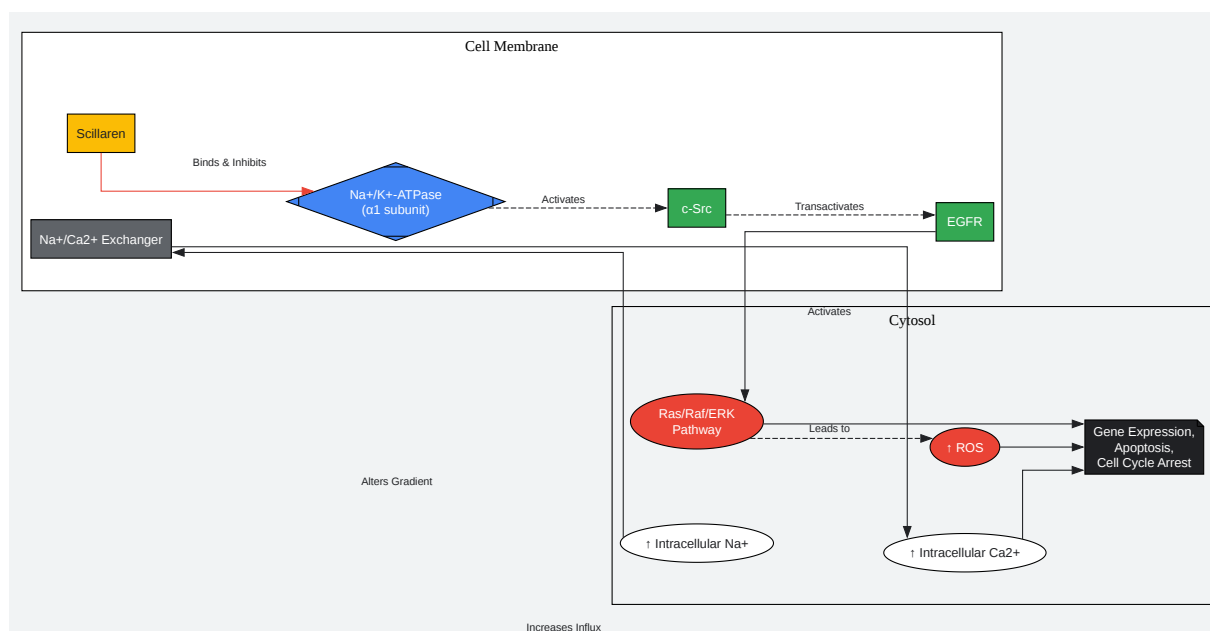 Cell Membrane
Scillaren
Binds & Inhibits
Na+/K+-ATPase
(α1 subunit)
Activates
c-Src
Transactivates
EGFR
Na+/Ca2+ Exchanger
Activates
Cytosol
Ras/Raf/ERK
Pathway
Leads to
↑ ROS
Gene Expression,
Apoptosis,
Cell Cycle Arrest
Alters Gradient
↑ Intracellular Na+
↑ Intracellular Ca2+
Increases Influx